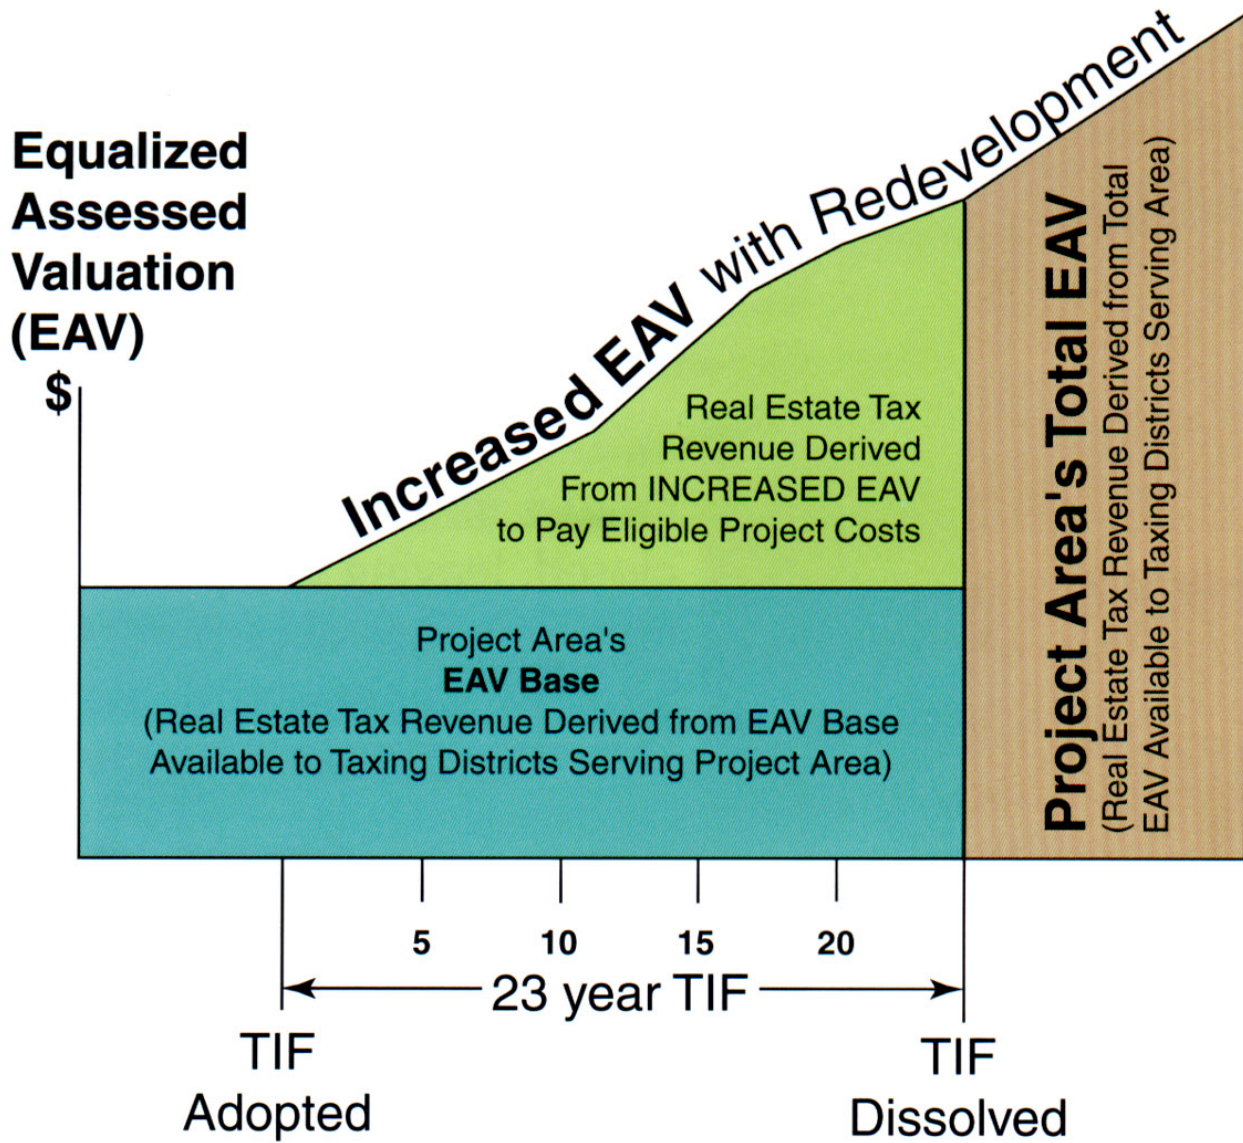 Equalized
Assessed
Valuation
(EAV)
$
Increased EAV with Redevelopment
Real Estate Tax
Revenue Derived
From INCREASED EAV
to Pay Eligible Project Costs
Project Area's
EAV Base
(Real Estate Tax Revenue Derived from EAV Base
Available to Taxing Districts Serving Project Area)
Project Area's Total EAV
(Real Estate Tax Revenue Derived from Total
EAV Available to Taxing Districts Serving Area)
5 10 15 20
23 year TIF
TIF
Adopted
TIF
Dissolved